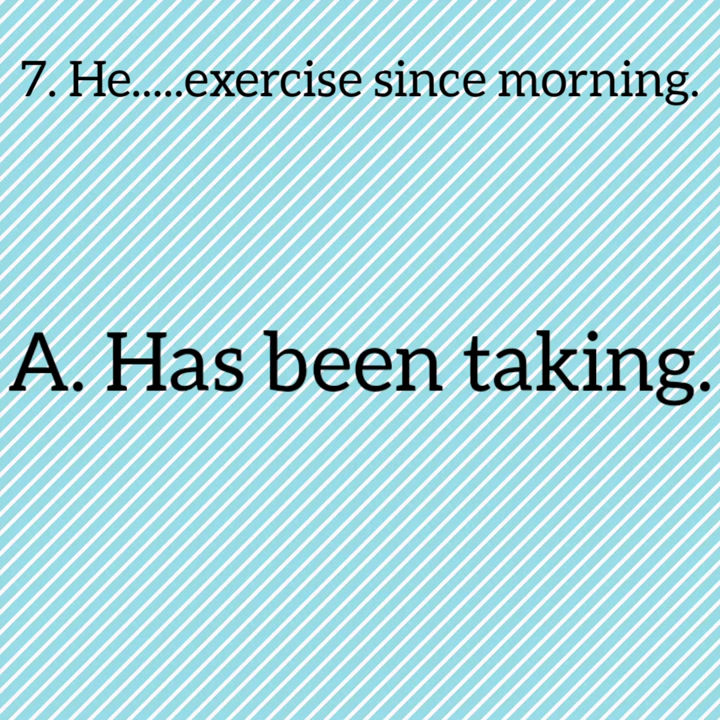 7. He.....exercise since morning.
A. Has been taking.